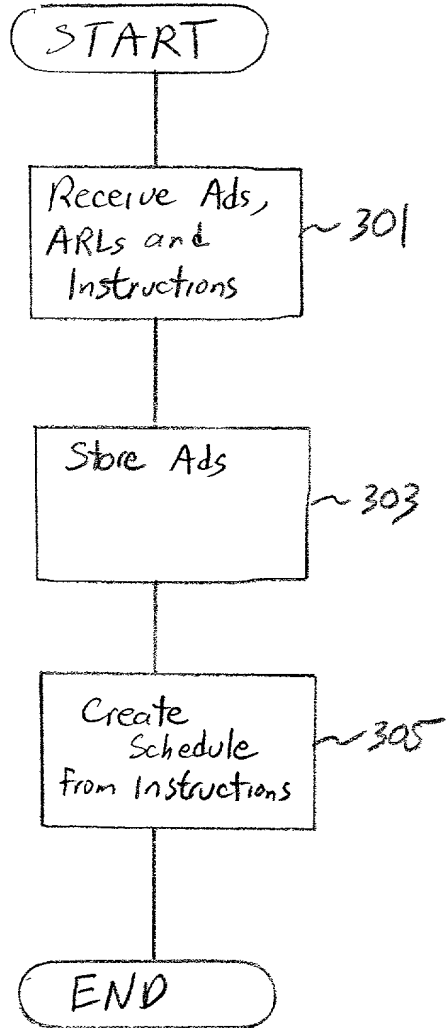 START
Receive Ads,
ARLs and
Instructions
~ 301
Store Ads
~ 303
Create
Schedule
from Instructions
~ 305
END